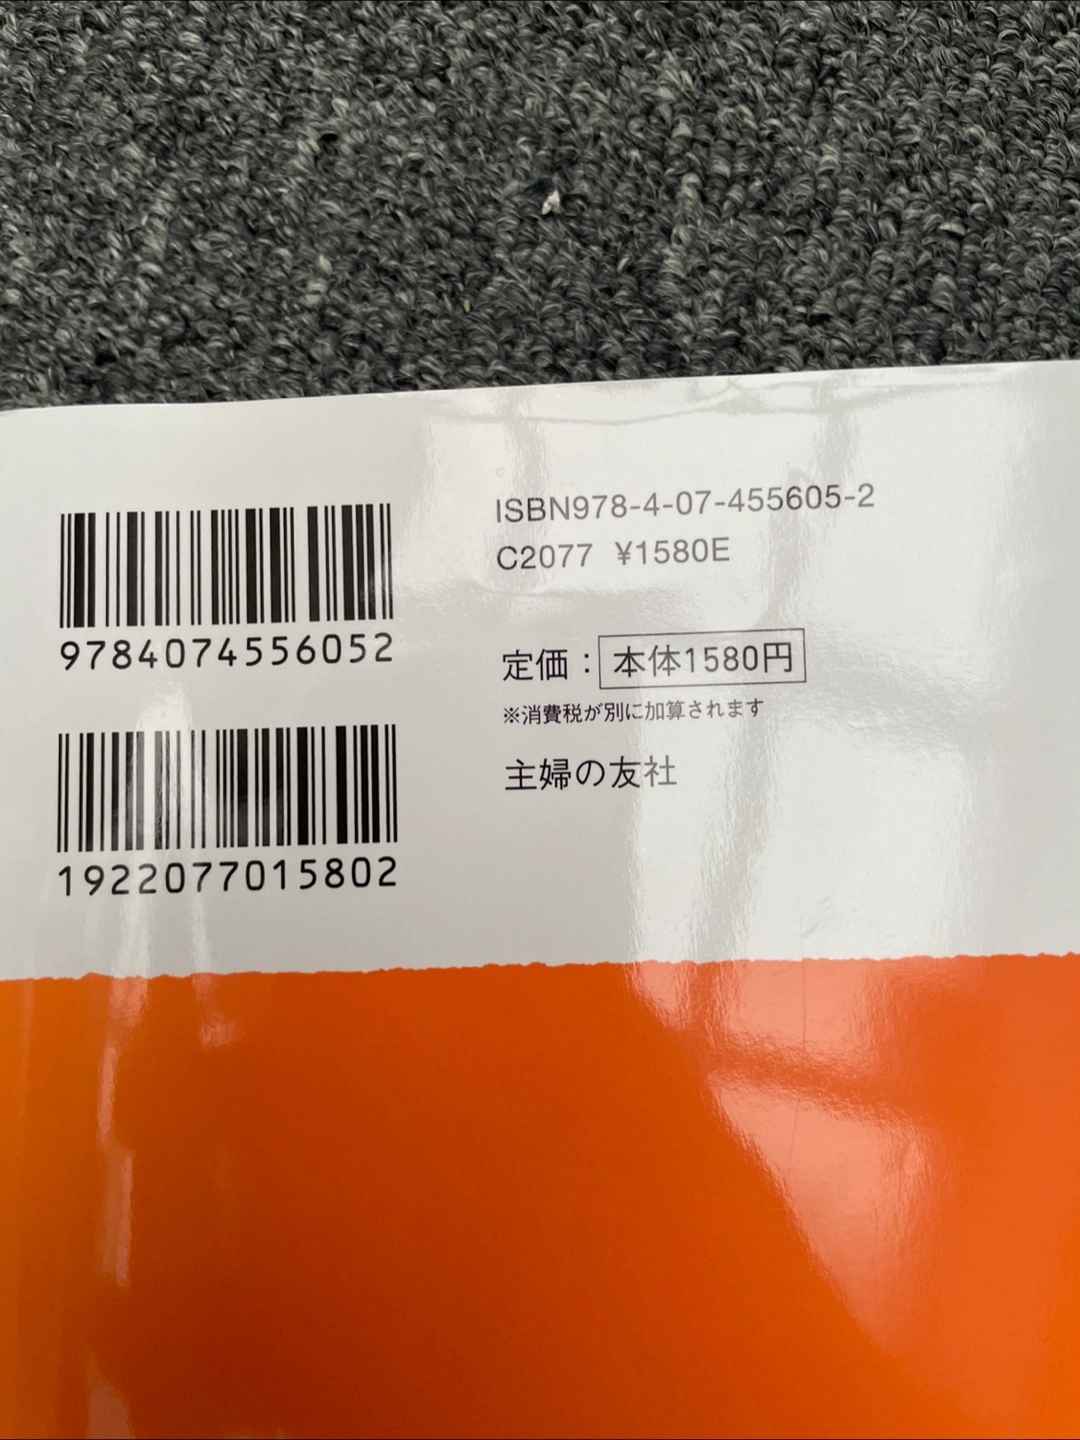 9784074556052
1922077015802
ISBN978-4-07-455605-2
C2077 ¥1580E
定価：本体1580円
※消費税が別に加算されます
主婦の友社